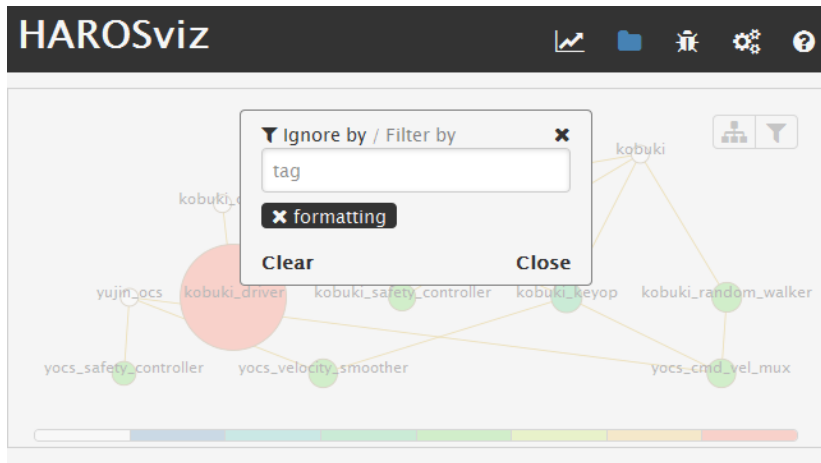 HAROSviz
Ignore by / Filter by
tag
formatting
Clear
Close
kobuki
yujin_ocs
kobuki_driver
kobuki_safety_controller
kobuki_keyop
kobuki_random_walker
yocs_safety_controller
yocs_velocity_smoother
yocs_cmd_vel_mux